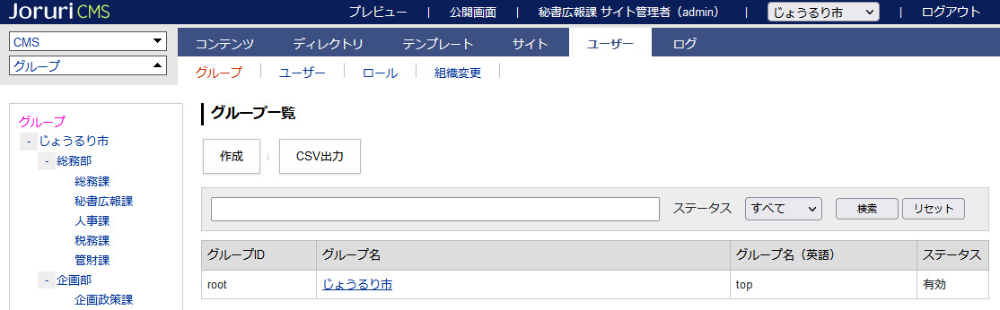 Joruri CMS プレビュー | 公開画面 | 秘書広報課 サイト管理者（admin） | じょうるり市 | ログアウト
CMS
グループ
コンテンツ ディレクトリ テンプレート サイト ユーザー ログ
グループ ユーザー ロール 組織変更
グループ
- じょうるり市
- 総務部
総務課
秘書広報課
人事課
税務課
管財課
- 企画部
企画政策課
グループ一覧
作成 CSV出力
ステータス すべて 検索 リセット
グループID グループ名 グループ名（英語） ステータス
root じょうるり市 top 有効